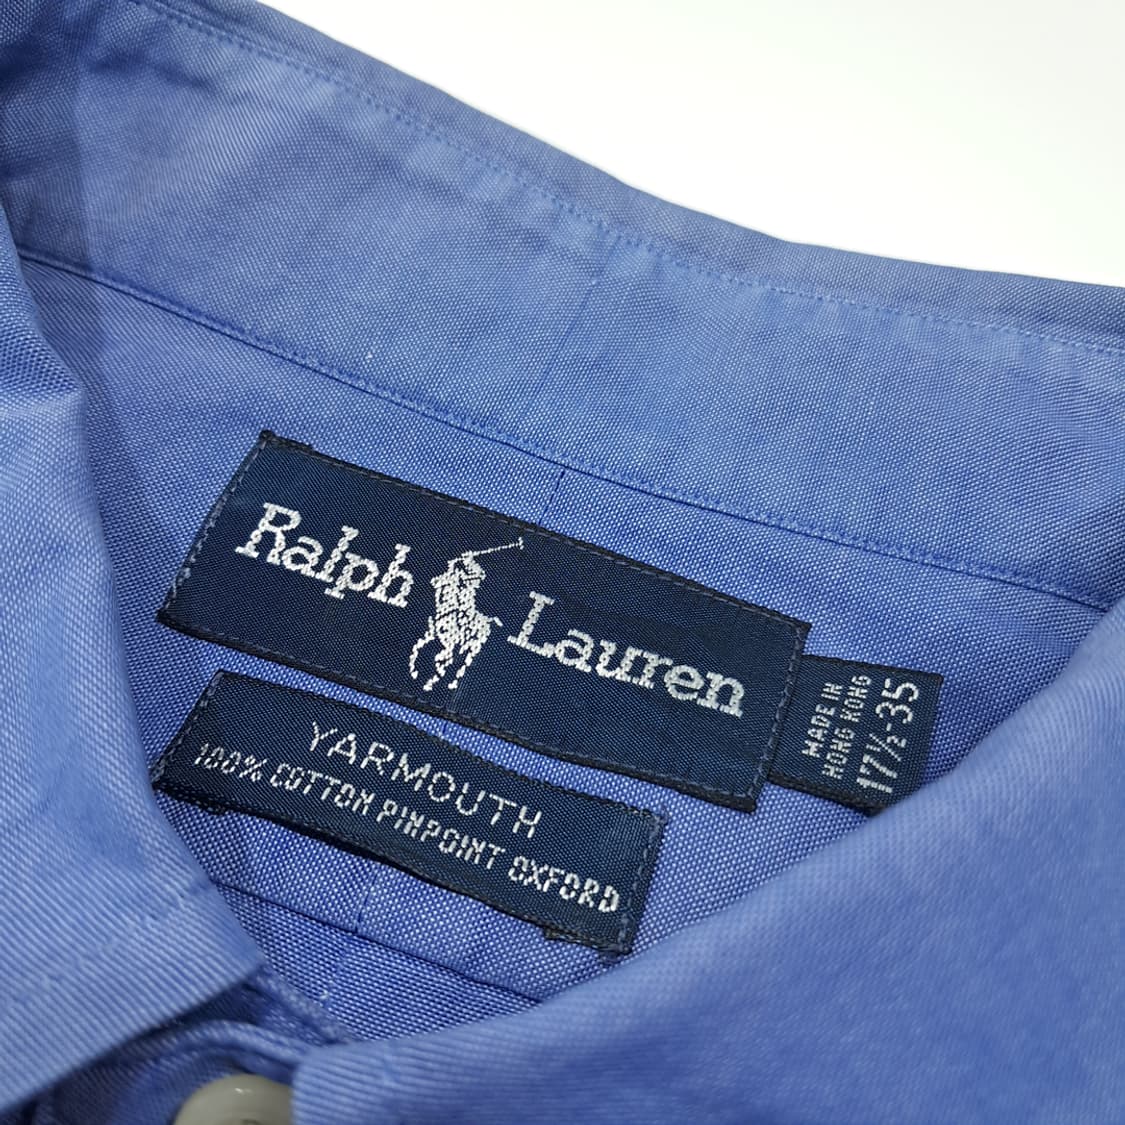 Ralph Lauren
MADE IN
HONG KONG
17½-35
YARMOUTH
100% COTTON PINPOINT OXFORD